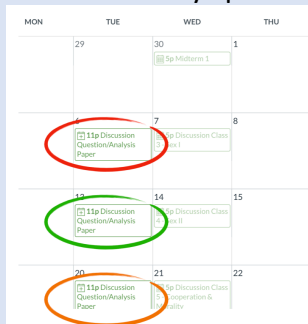 MON TUE WED THU
29 30 1
5p Midterm 1
6 7 8
11p Discussion
Question/Analysis
Paper
5p Discussion Class
3 - Sex I
13 14 15
11p Discussion
Question/Analysis
Paper
5p Discussion Class
II
20 21 22
11p Discussion
Question/Analysis
Paper
5p Discussion Class
5 - Cooperation &
Morality